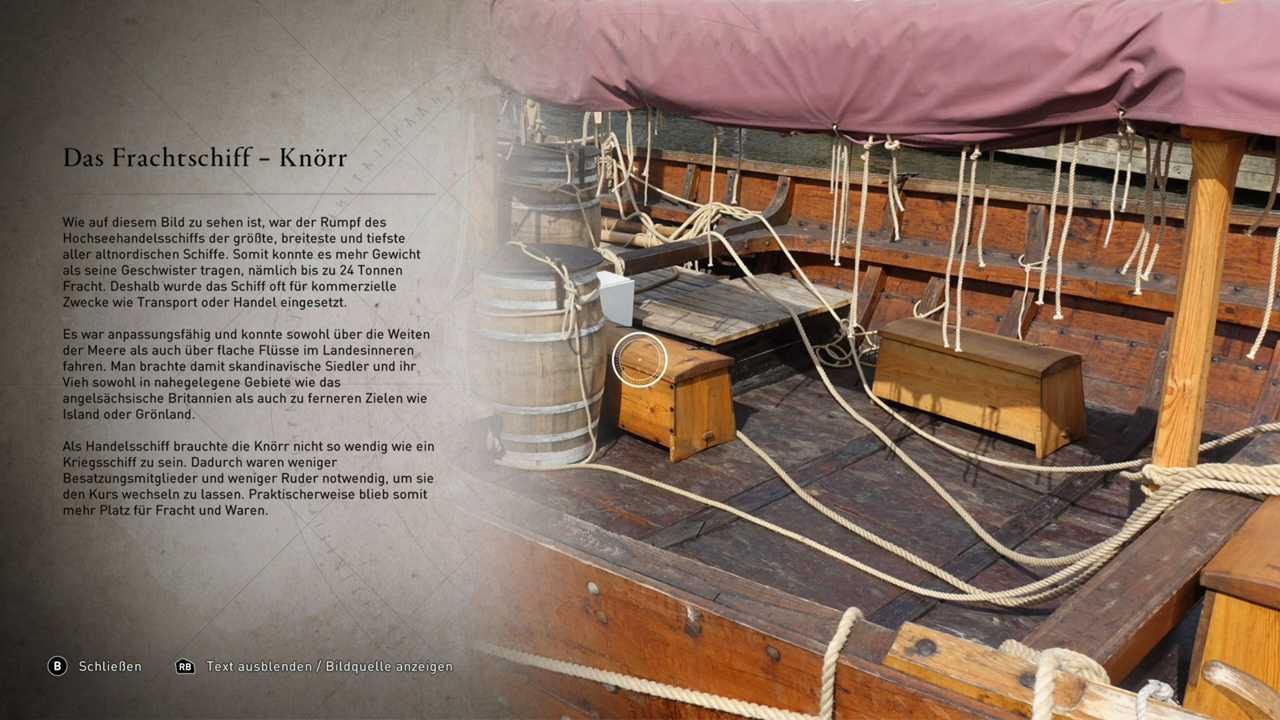 Das Frachtschiff – Knörr
Wie auf diesem Bild zu sehen ist, war der Rumpf des
Hochseehandelsschiffs der größte, breiteste und tiefste
aller altnordischen Schiffe. Somit konnte es mehr Gewicht
als seine Geschwister tragen, nämlich bis zu 24 Tonnen
Fracht. Deshalb wurde das Schiff oft für kommerzielle
Zwecke wie Transport oder Handel eingesetzt.
Es war anpassungsfähig und konnte sowohl über die Weiten
der Meere als auch über flache Flüsse im Landesinneren
fahren. Man brachte damit skandinavische Siedler und ihr
Vieh sowohl in nahegelegene Gebiete wie das
angelsächsische Britannien als auch zu ferneren Zielen wie
Island oder Grönland.
Als Handelsschiff brauchte die Knörr nicht so wendig wie ein
Kriegsschiff zu sein. Dadurch waren weniger
Besatzungsmitglieder und weniger Ruder notwendig, um sie
den Kurs wechseln zu lassen. Praktischerweise blieb somit
mehr Platz für Fracht und Waren.
B Schließen RB Text ausblenden / Bildquelle anzeigen